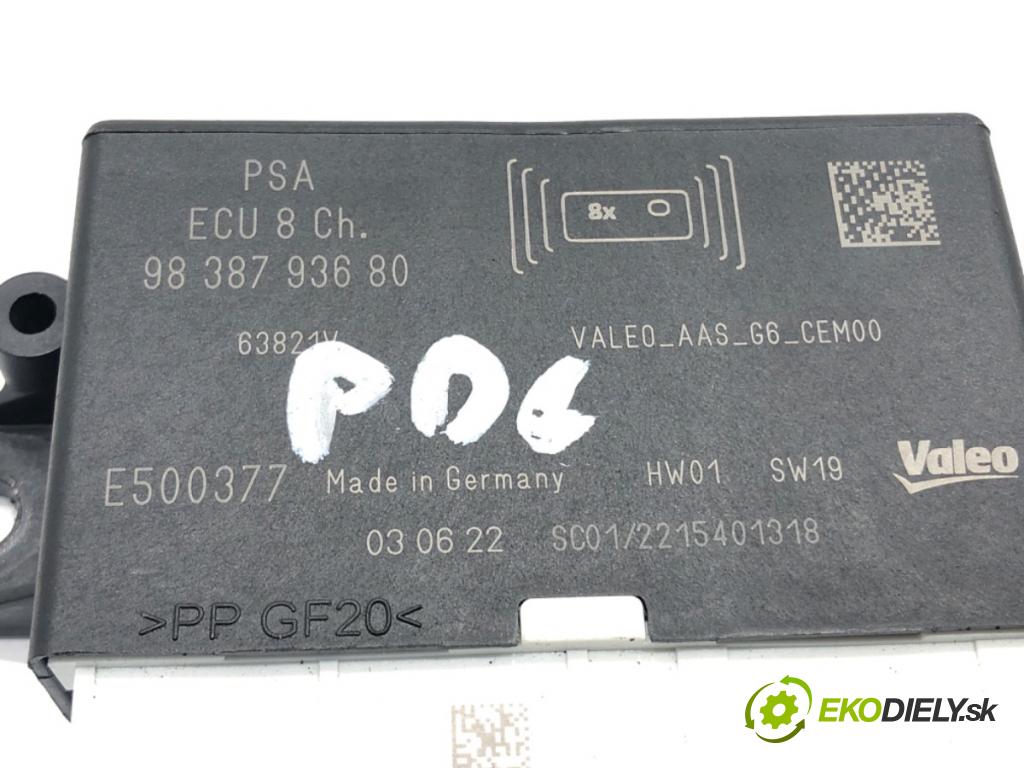 PSA
ECU 8 Ch.
98 387 936 80
8x
63821V
VALEO_AAS_G6_CEM00
PDC
E500377
Made in Germany
HW01 SW19
Valeo
03 06 22
SC01/2215401318
>PP GF20<
EKODIELY.sk